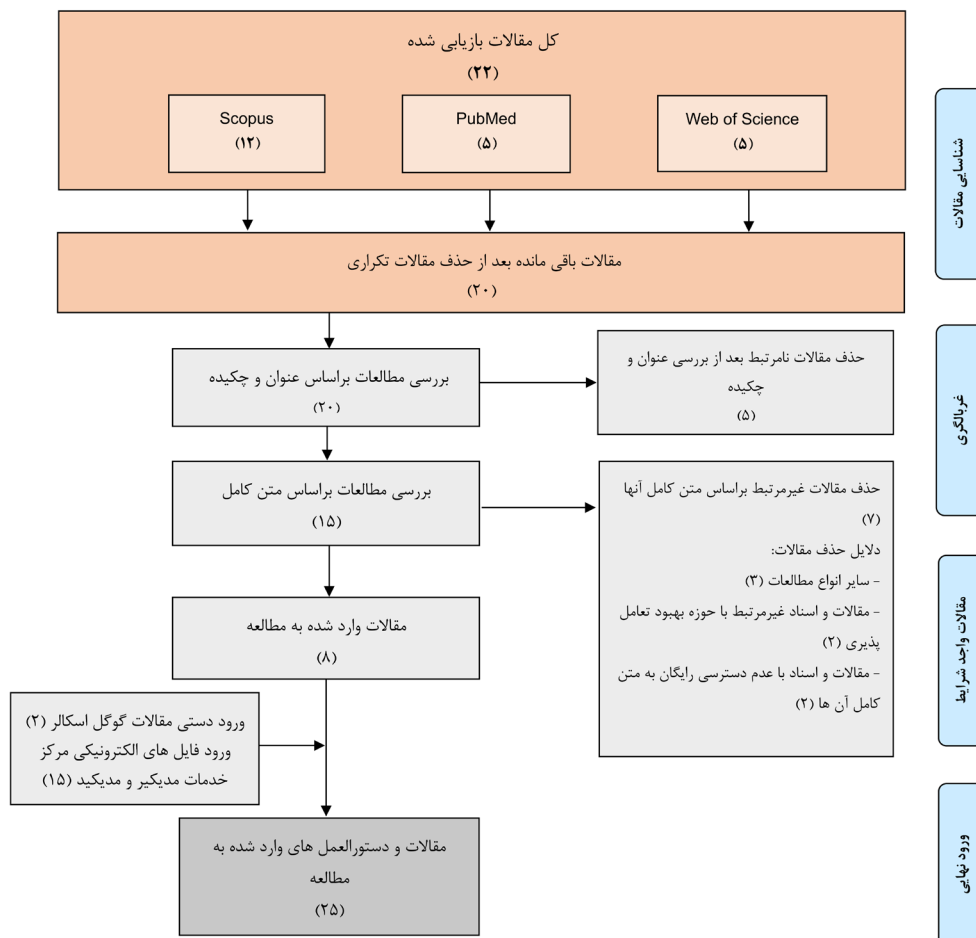 کل مقالات بازیابی شده
(۲۲)
Scopus
(۱۲)
PubMed
(۵)
Web of Science
(۵)
شناسایی مقالات
مقالات باقی مانده بعد از حذف مقالات تکراری
(۲۰)
بررسی مطالعات براساس عنوان و چکیده
(۲۰)
حذف مقالات نامرتبط بعد از بررسی عنوان و
چکیده
(۵)
غربالگری
بررسی مطالعات براساس متن کامل
(۱۵)
حذف مقالات غیرمرتبط براساس متن کامل آنها
(۷)
دلایل حذف مقالات:
- سایر انواع مطالعات (۳)
- مقالات و اسناد غیرمرتبط با حوزه بهبود تعامل
پذیری (۲)
- مقالات و اسناد با عدم دسترسی رایگان به متن
کامل آن ها (۲)
مقالات وارد شده به مطالعه
(۸)
مقالات واجد شرایط
ورود دستی مقالات گوگل اسکالر (۲)
ورود فایل های الکترونیکی مرکز
خدمات مدیکیر و مدیکید (۱۵)
مقالات و دستورالعمل های وارد شده به
مطالعه
(۲۵)
ورود نهایی